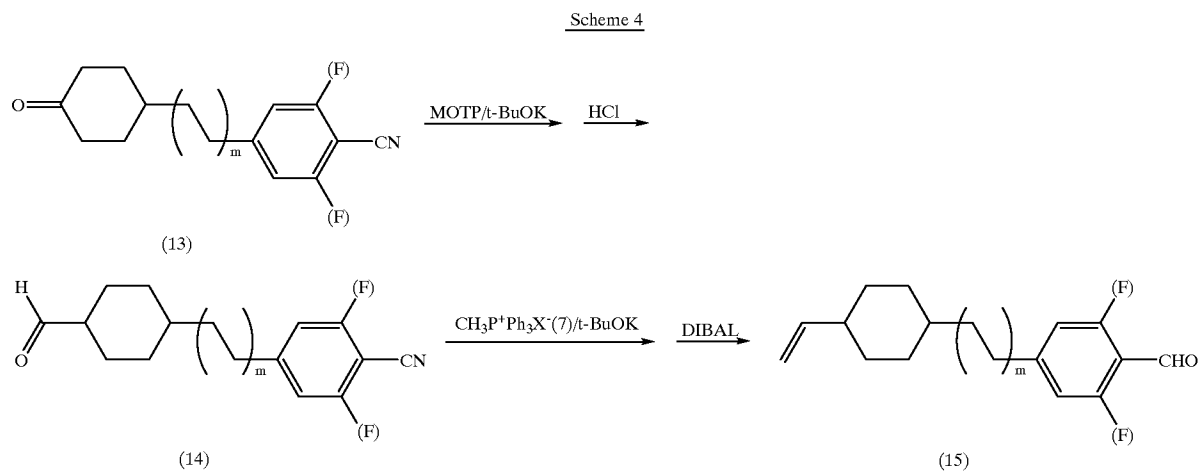 Scheme 4
O
(F)
CN
(F)
m
MOTP/t-BuOK
HCl
(13)
H
O
(F)
CN
(F)
m
CH₃P⁺Ph₃X⁻(7)/t-BuOK
DIBAL
(F)
CHO
(F)
m
(14)
(15)